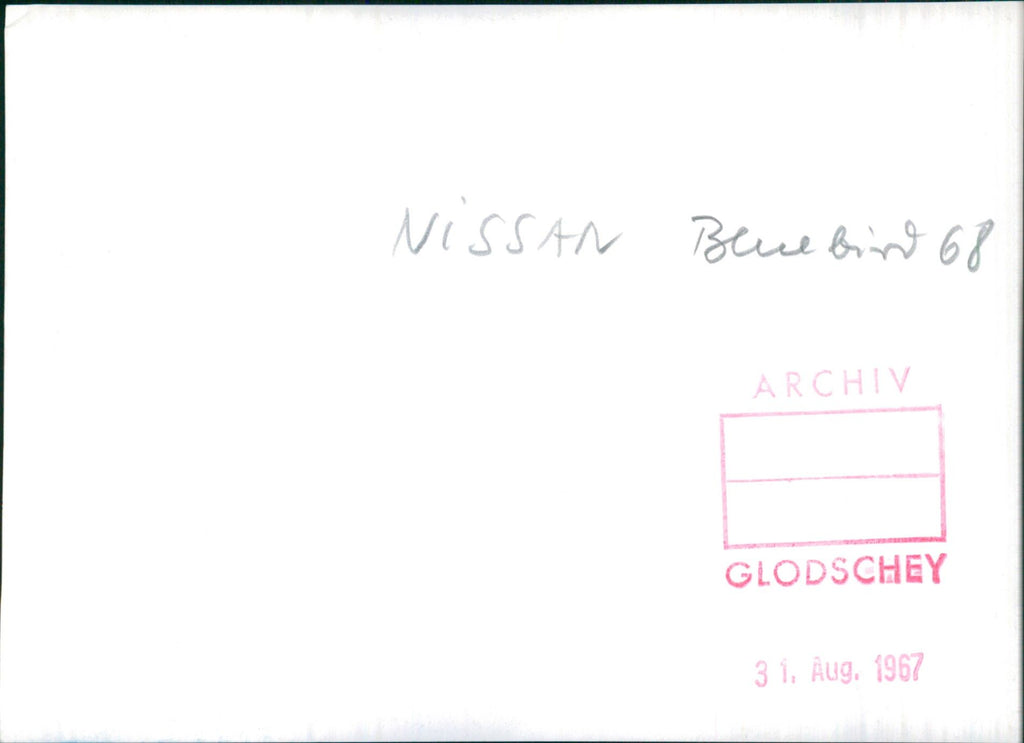 NiSSAN Bluebird 68
ARCHIV
GLODSCHEY
31. Aug. 1967